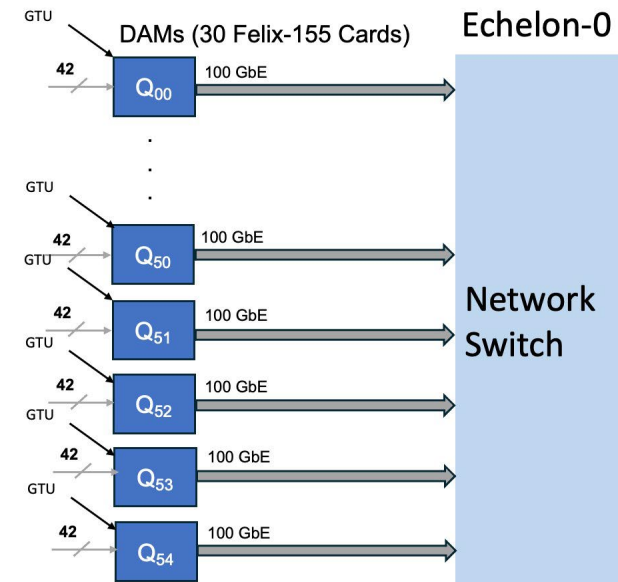 GTU
DAMs (30 Felix-155 Cards)
Echelon-0
42
Q00
100 GbE
.
.
.
GTU
42
Q50
100 GbE
GTU
42
Q51
100 GbE
Network
Switch
GTU
42
Q52
100 GbE
GTU
42
Q53
100 GbE
GTU
42
Q54
100 GbE